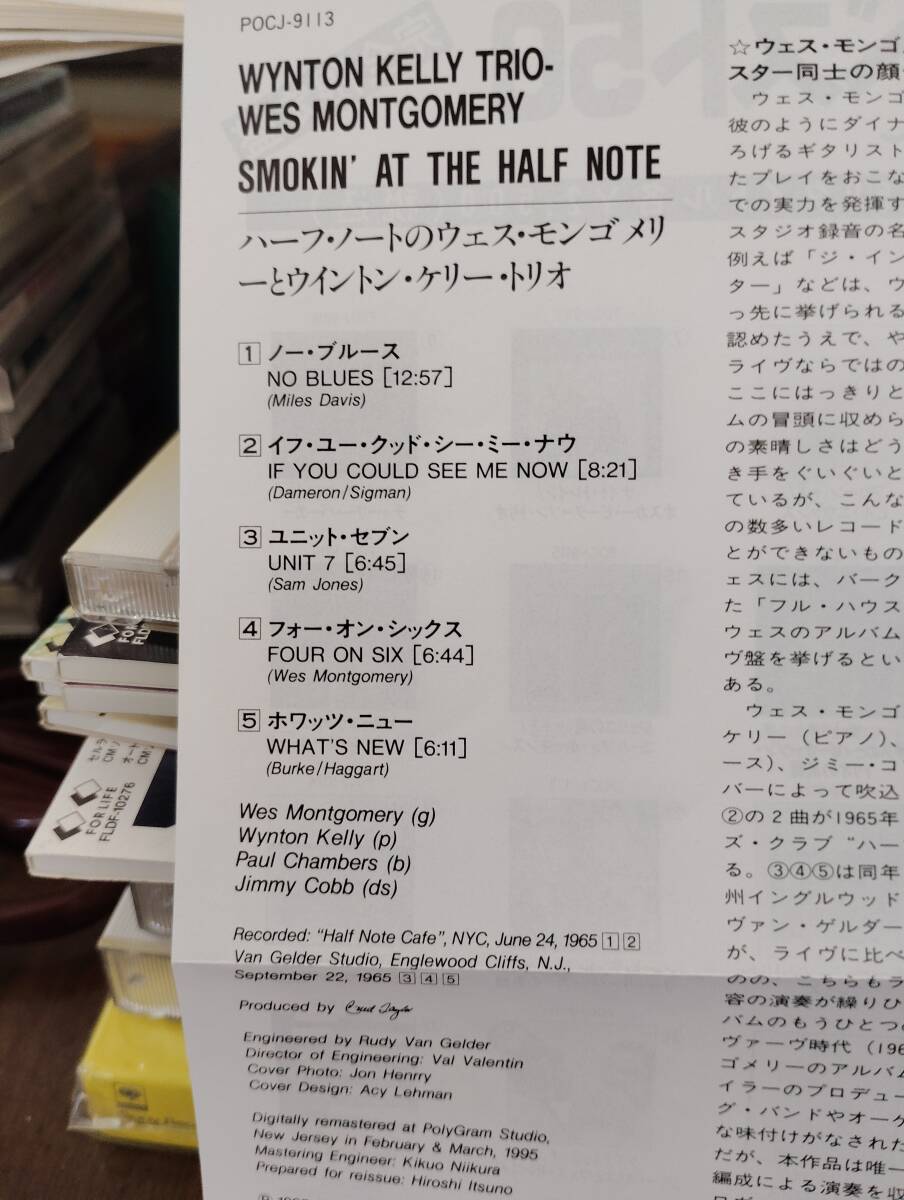 POCJ-9113
WYNTON KELLY TRIO-
WES MONTGOMERY
SMOKIN' AT THE HALF NOTE
ハーフ・ノートのウェス・モンゴメリ
ーとウイントン・ケリー・トリオ
1 ノー・ブルース
NO BLUES [12:57]
(Miles Davis)
2 イフ・ユー・クッド・シー・ミー・ナウ
IF YOU COULD SEE ME NOW [8:21]
(Dameron/Sigman)
3 ユニット・セブン
UNIT 7 [6:45]
(Sam Jones)
4 フォー・オン・シックス
FOUR ON SIX [6:44]
(Wes Montgomery)
5 ホワッツ・ニュー
WHAT'S NEW [6:11]
(Burke/Haggart)
Wes Montgomery (g)
Wynton Kelly (p)
Paul Chambers (b)
Jimmy Cobb (ds)
Recorded: "Half Note Cafe", NYC, June 24, 1965 1 2
Van Gelder Studio, Englewood Cliffs, N.J.,
September 22, 1965 3 4 5
Produced by Creed Taylor
Engineered by Rudy Van Gelder
Director of Engineering: Val Valentin
Cover Photo: Jon Henrry
Cover Design: Acy Lehman
Digitally remastered at PolyGram Studio,
New Jersey in February & March, 1995
Mastering Engineer: Kikuo Niikura
Prepared for reissue: Hiroshi Itsuno
☆ウェス・モンゴ
スター同士の顔
ウェス・モンゴ
彼のようにダイナ
ろげるギタリスト
たプレイをおこな
での実力を発揮す
スタジオ録音の名
例えば「ジ・イン
ター」などは、ウ
っ先に挙げられる
認めたうえで、や
ライヴならではの
ここにはっきりと
ムの冒頭に収めら
の素晴しさはどう
き手をぐいぐいと
ているが、こんな
の数多いレコード
とができないもの
ェスには、バーク
た「フル・ハウス
ウェスのアルバム
ヴ盤を挙げるとい
ある。
ウェス・モンゴ
ケリー（ピアノ）、
ース）、ジミー・コ
バーによって吹込
②の２曲が1965年
ズ・クラブ“ハー
る。③④⑤は同年
州イングルウッド
ヴァン・ゲルダー
が、ライヴに比べ
のの、こちらもラ
容の演奏が繰りひ
バムのもうひとつ
ヴァーヴ時代（196
ゴメリーのアルバム
イラーのプロデュー
グ・バンドやオーケ
な味付けがなされた
だが、本作品は唯一
編成による演奏を収
FOR LIFE
FLDF-10276